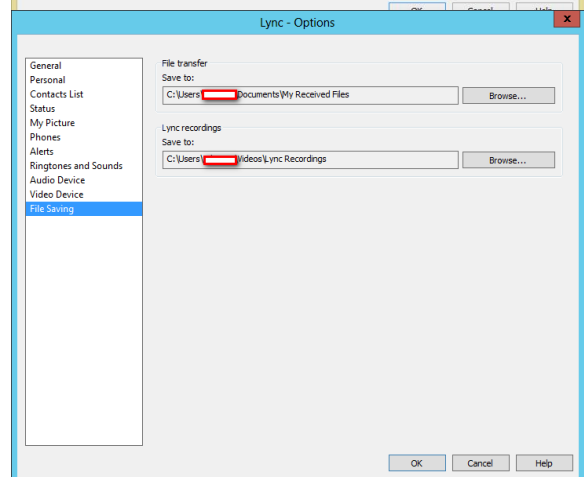 OK Cancel Help
Lync - Options
x
General
Personal
Contacts List
Status
My Picture
Phones
Alerts
Ringtones and Sounds
Audio Device
Video Device
File Saving
File transfer
Save to:
C:\Users\ Documents\My Received Files
Browse...
Lync recordings
Save to:
C:\Users\ Videos\Lync Recordings
Browse...
OK Cancel Help